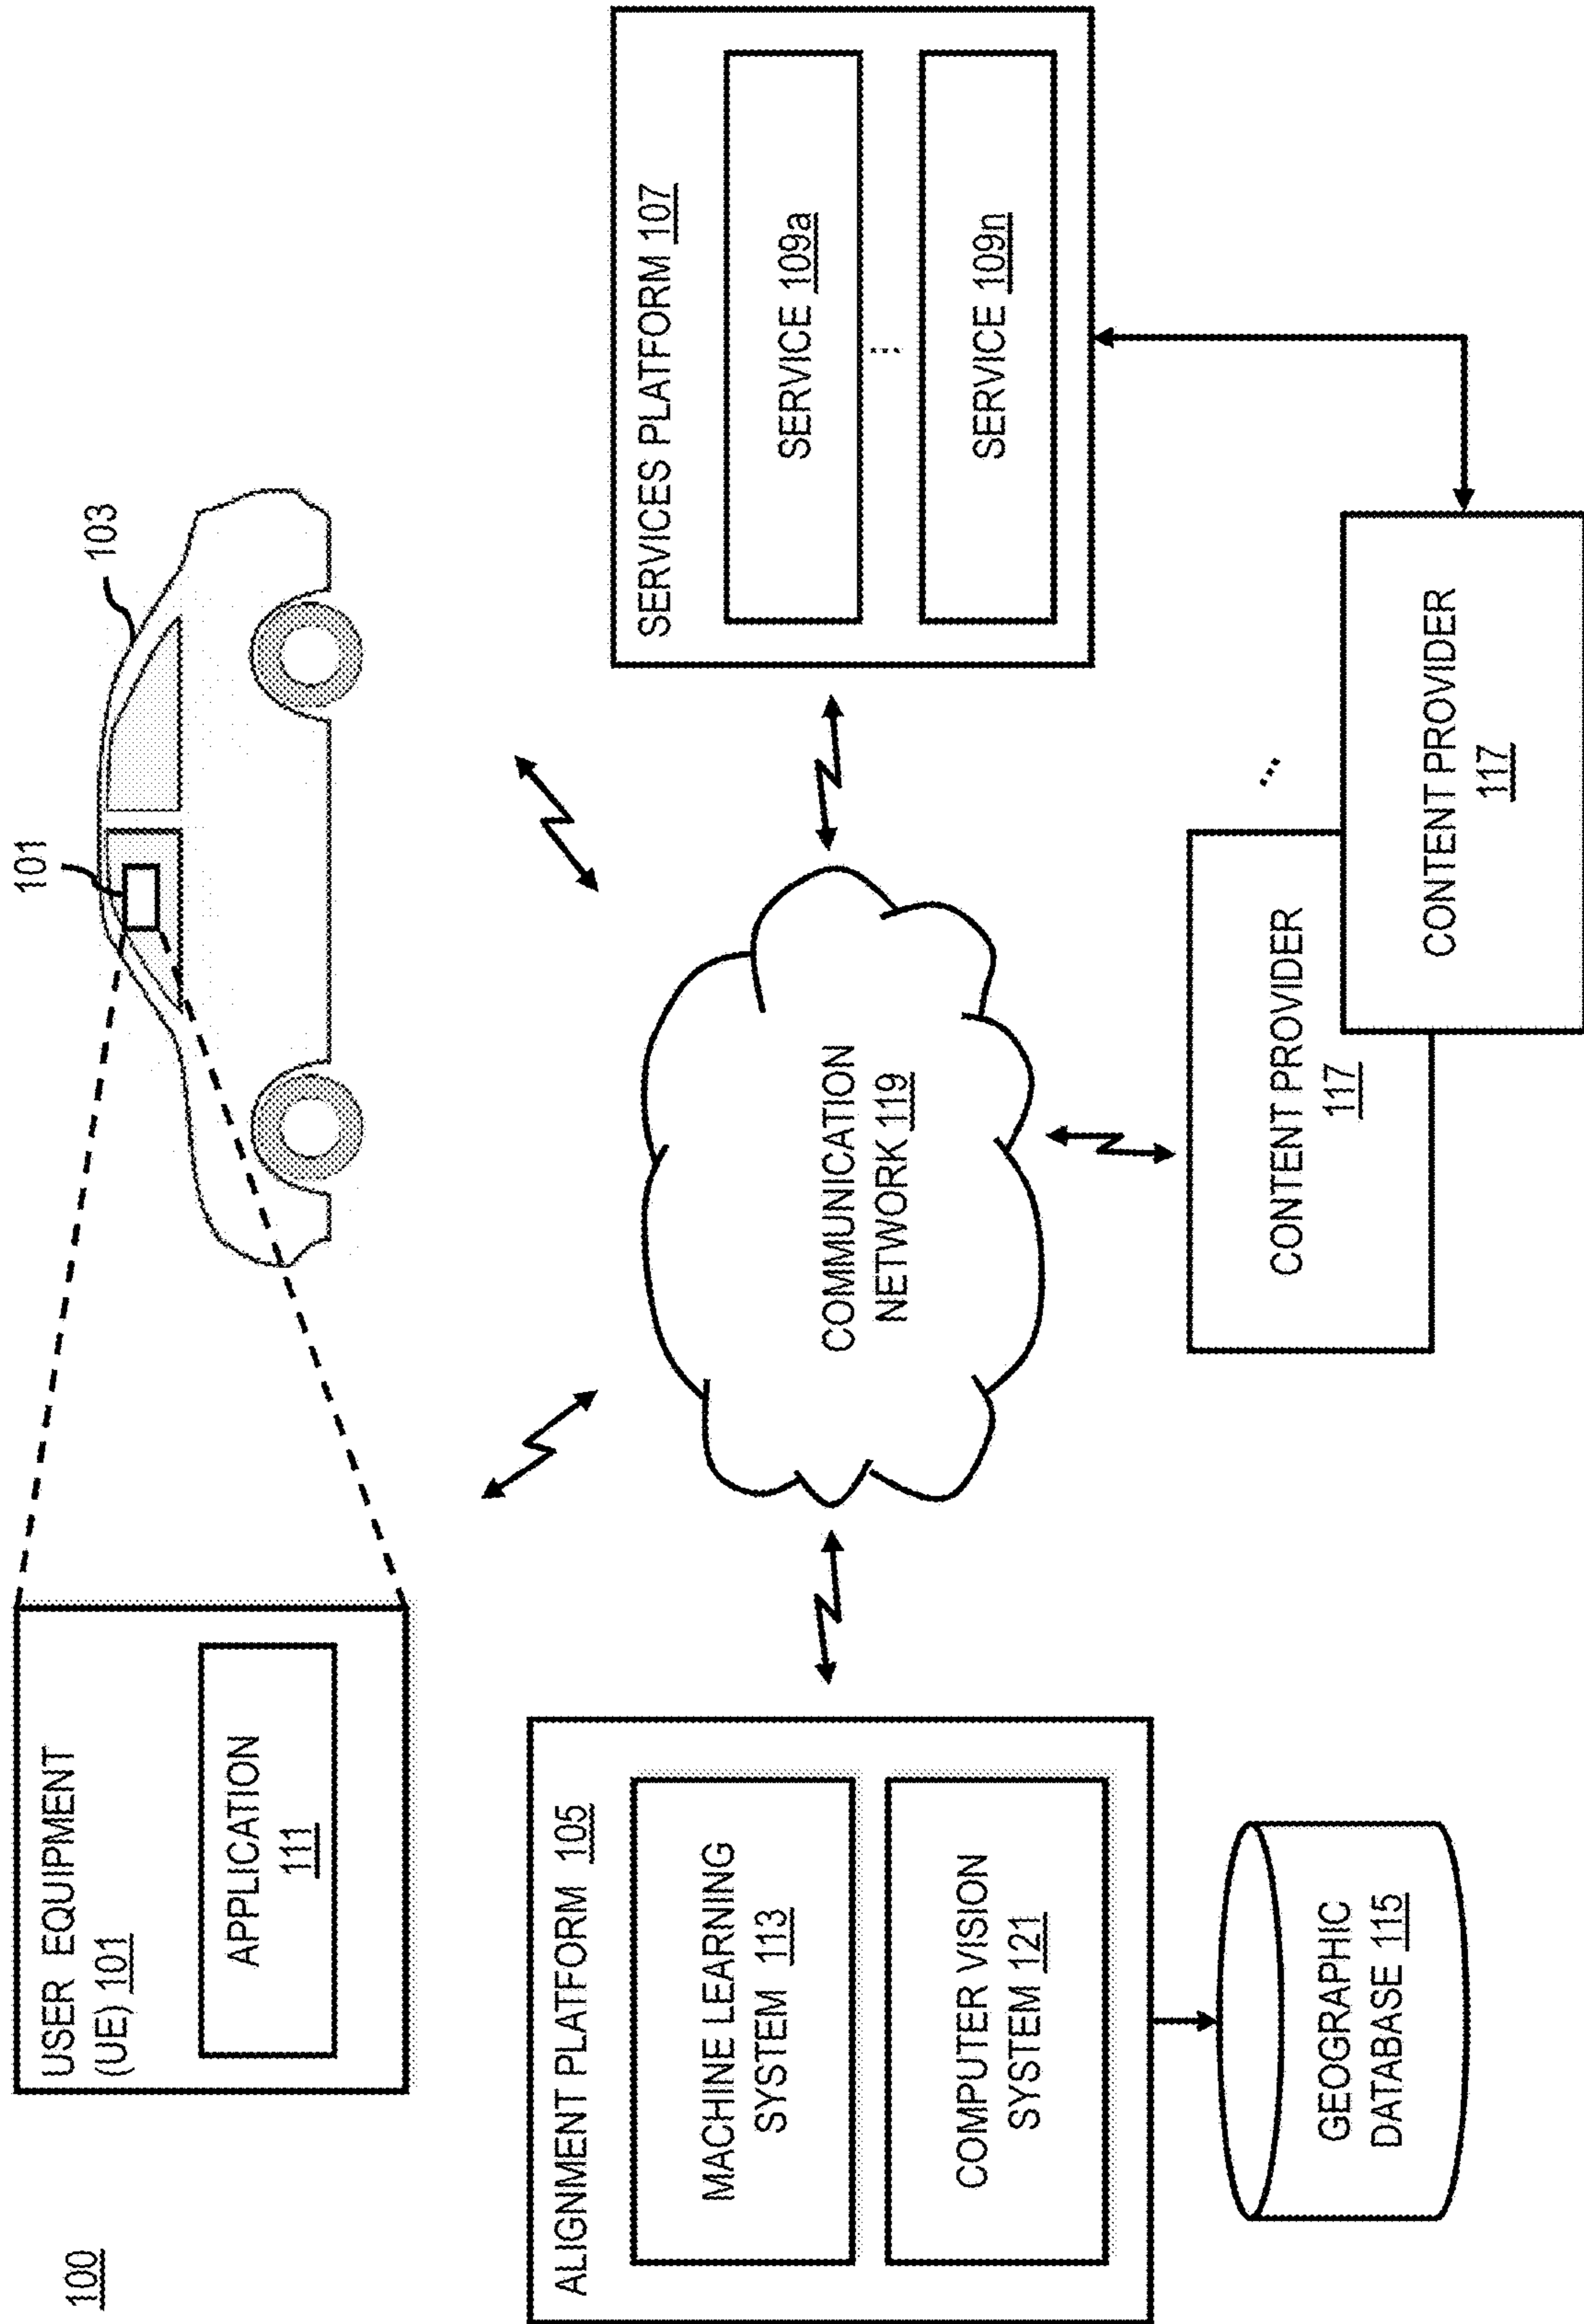 100
USER EQUIPMENT
(UE) 101
APPLICATION
111
101
103
ALIGNMENT PLATFORM 105
MACHINE LEARNING
SYSTEM 113
COMPUTER VISION
SYSTEM 121
GEOGRAPHIC
DATABASE 115
COMMUNICATION
NETWORK 119
SERVICES PLATFORM 107
SERVICE 109a
...
SERVICE 109n
CONTENT PROVIDER
117
...
CONTENT PROVIDER
117